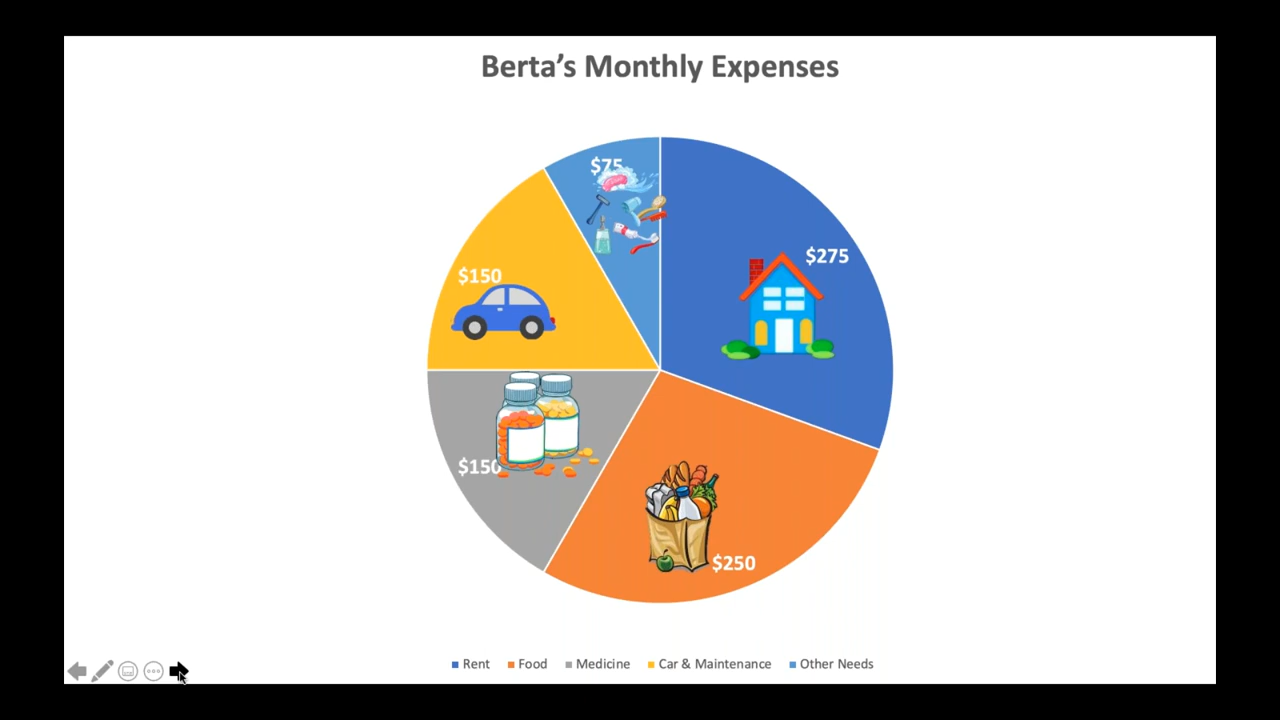 Berta's Monthly Expenses
$75
$275
$150
$150
$250
Rent Food Medicine Car & Maintenance Other Needs